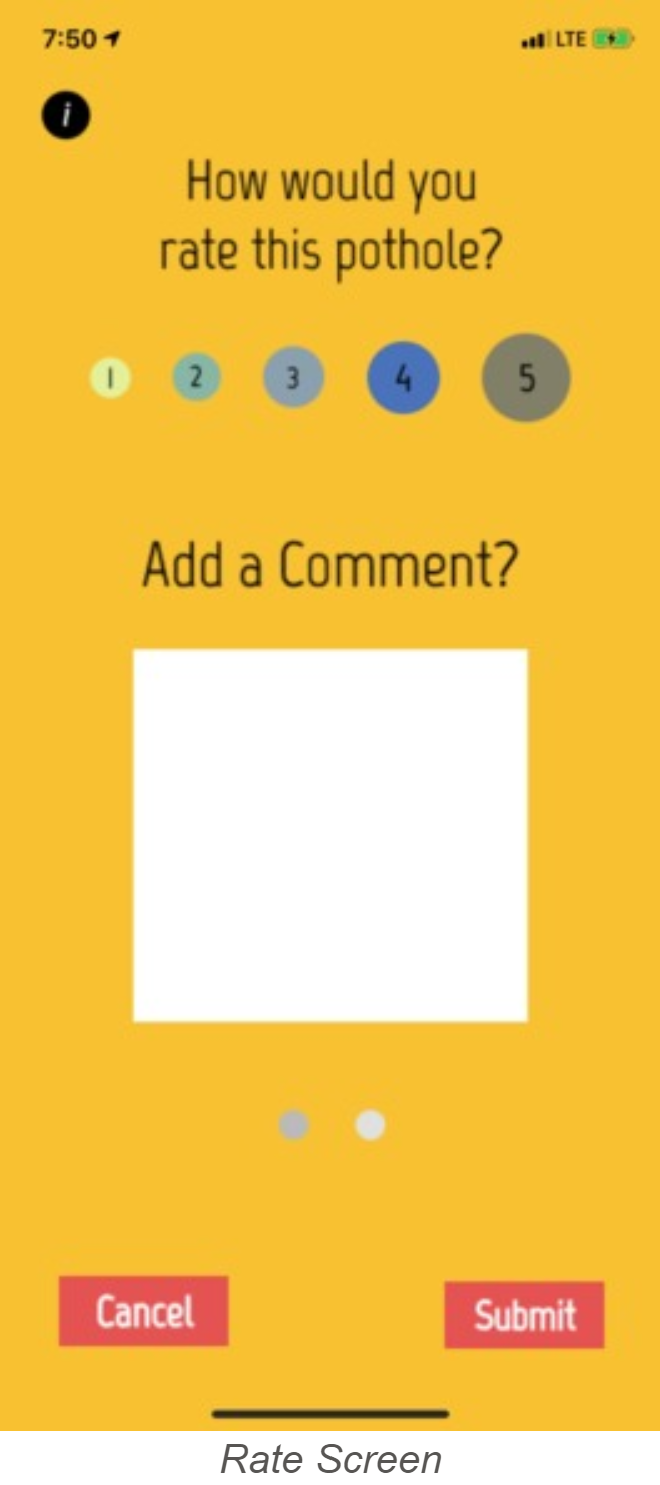 7:50
LTE
i
How would you
rate this pothole?
1 2 3 4 5
Add a Comment?
Cancel Submit
Rate Screen